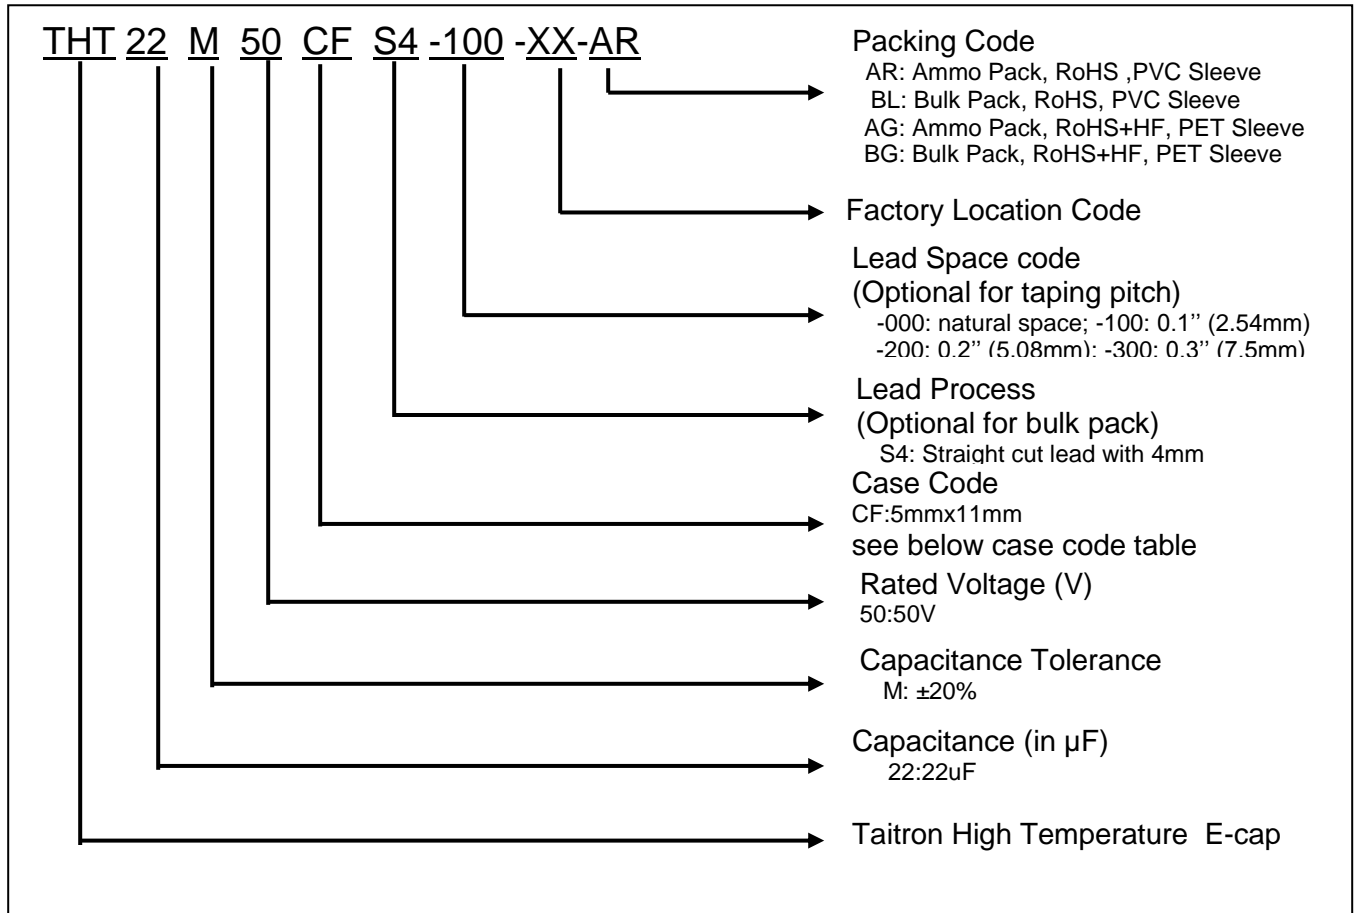 THT 22 M 50 CF S4 -100 -XX-AR
Packing Code
AR: Ammo Pack, RoHS ,PVC Sleeve
BL: Bulk Pack, RoHS, PVC Sleeve
AG: Ammo Pack, RoHS+HF, PET Sleeve
BG: Bulk Pack, RoHS+HF, PET Sleeve
Factory Location Code
Lead Space code
(Optional for taping pitch)
-000: natural space; -100: 0.1’’ (2.54mm)
-200: 0.2’’ (5.08mm); -300: 0.3’’ (7.5mm)
Lead Process
(Optional for bulk pack)
S4: Straight cut lead with 4mm
Case Code
CF:5mmx11mm
see below case code table
Rated Voltage (V)
50:50V
Capacitance Tolerance
M: ±20%
Capacitance (in µF)
22:22uF
Taitron High Temperature E-cap